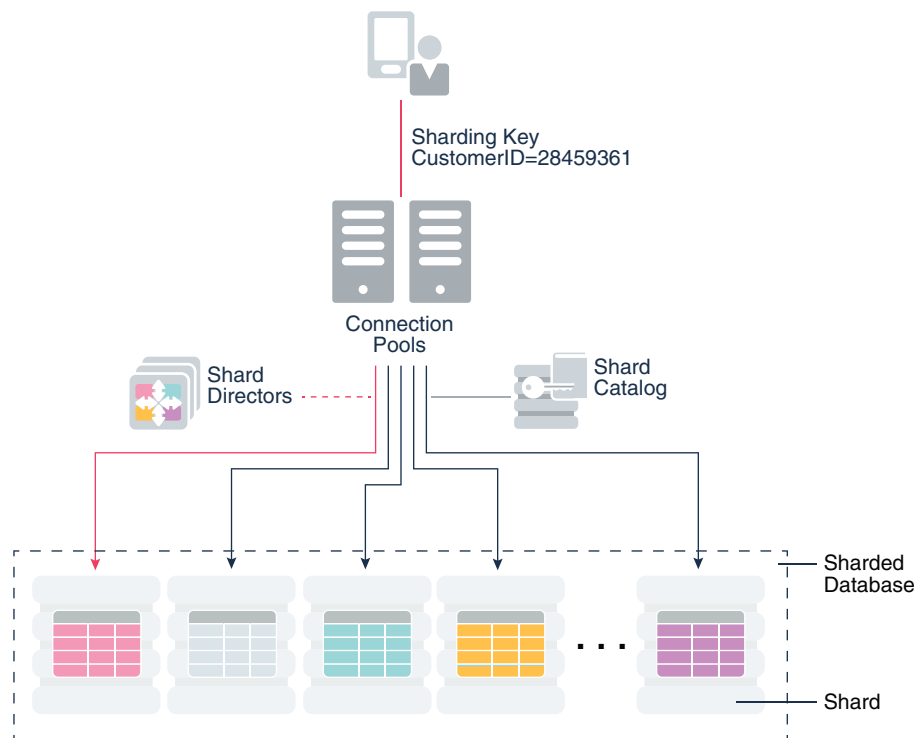 Sharding Key
CustomerID=28459361
Connection
Pools
Shard
Directors
Shard
Catalog
Sharded
Database
. . .
Shard